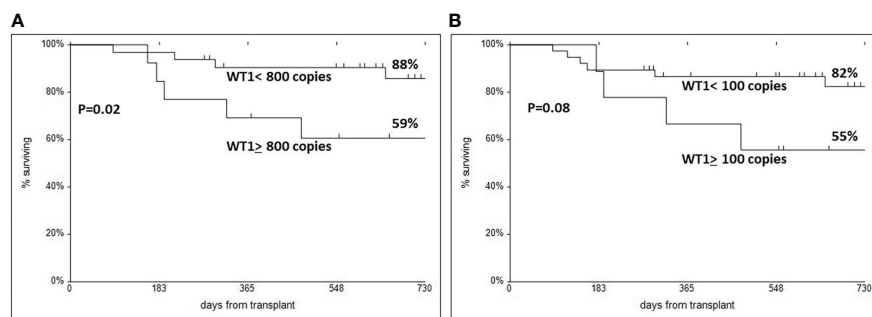 A
B
100%
80%
60%
40%
20%
0%
% surviving
WT1< 800 copies
88%
P=0.02
59%
WT1≥ 800 copies
0
183
365
548
730
days from transplant
100%
80%
60%
40%
20%
0%
% surviving
WT1< 100 copies
82%
P=0.08
55%
WT1≥ 100 copies
0
183
365
548
730
days from transplant